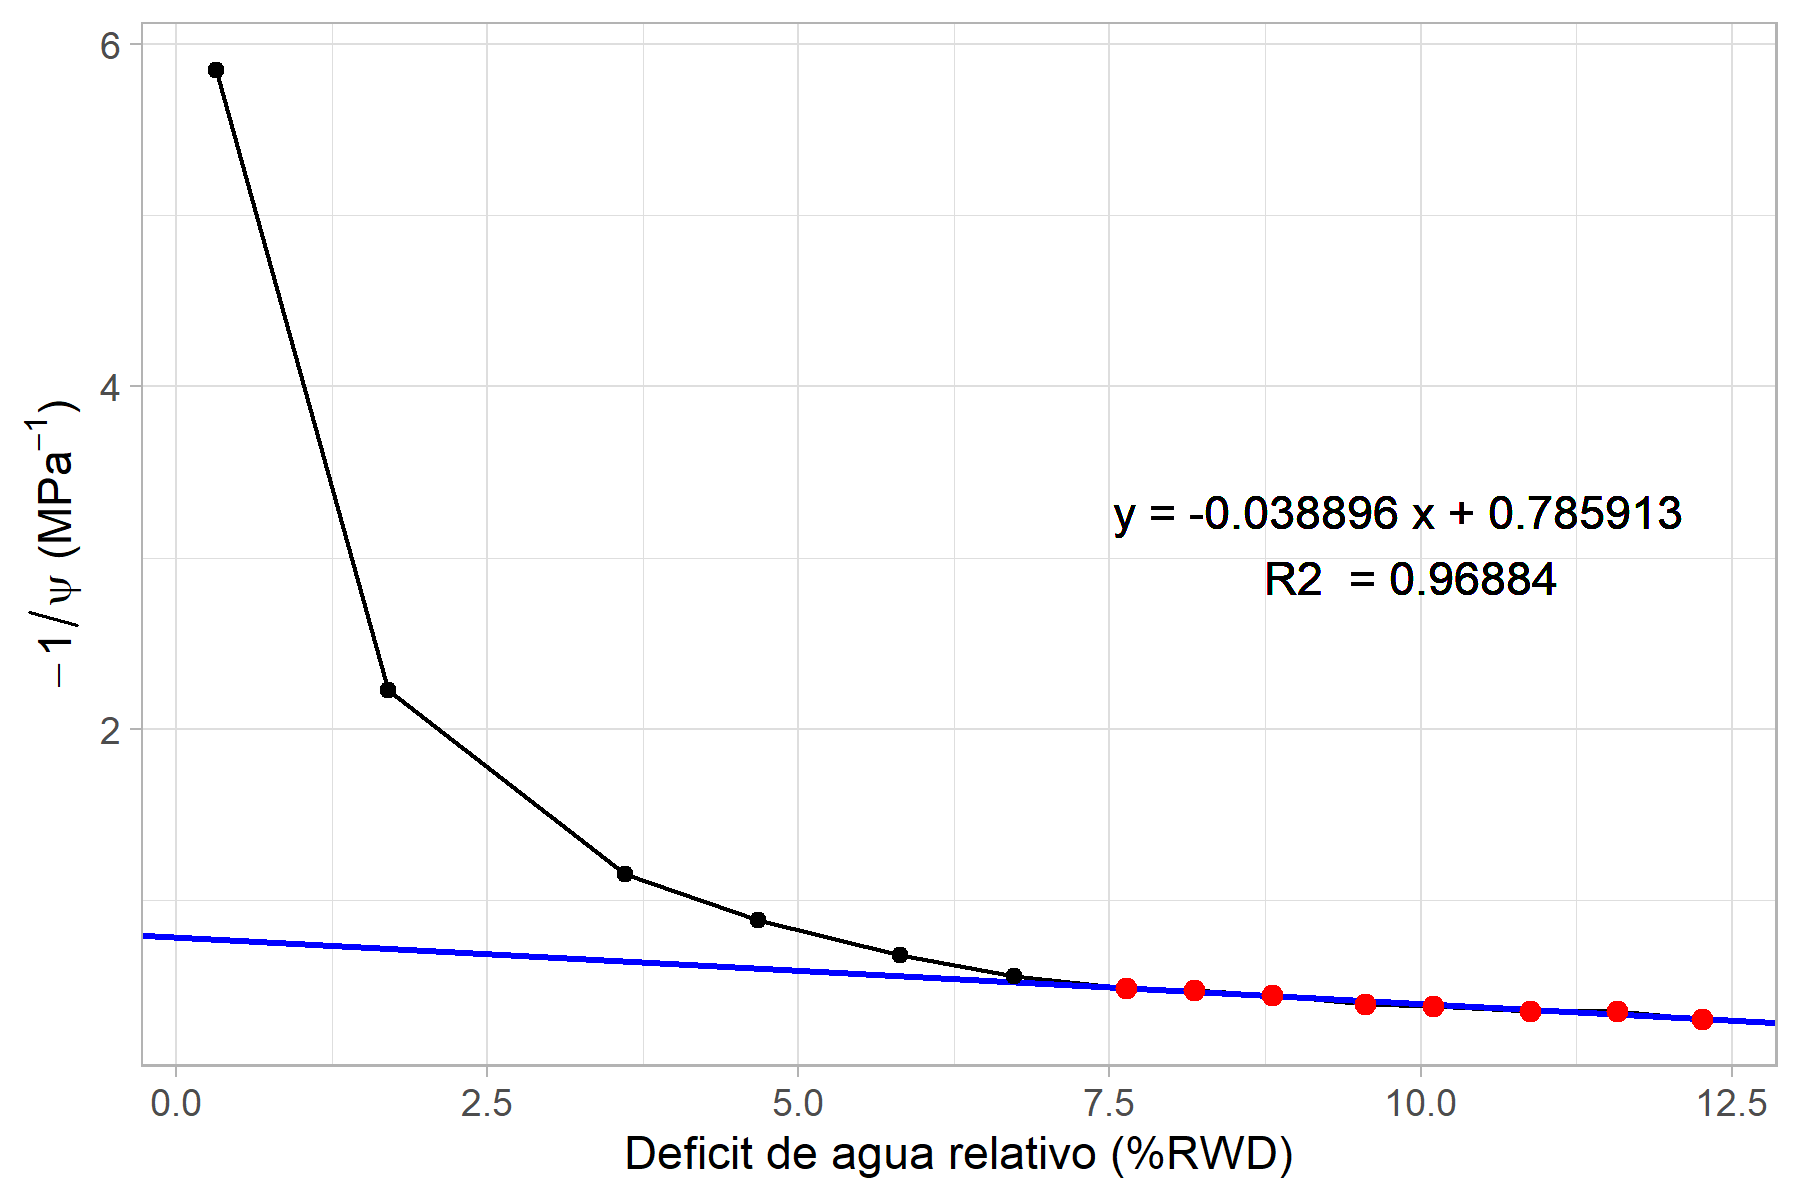 6
4
2
−1/ψ (MPa⁻¹)
y = -0.038896 x + 0.785913
R2  = 0.96884
0.0 2.5 5.0 7.5 10.0 12.5
Deficit de agua relativo (%RWD)